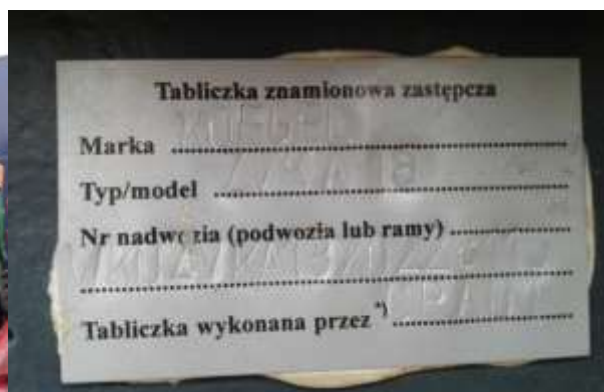 Tabliczka znamionowa zastępcza
Marka ........................................
Typ/model ........................................
Nr nadwozia (podwozia lub ramy) ....................
........................................................
Tabliczka wykonana przez *) ..............................